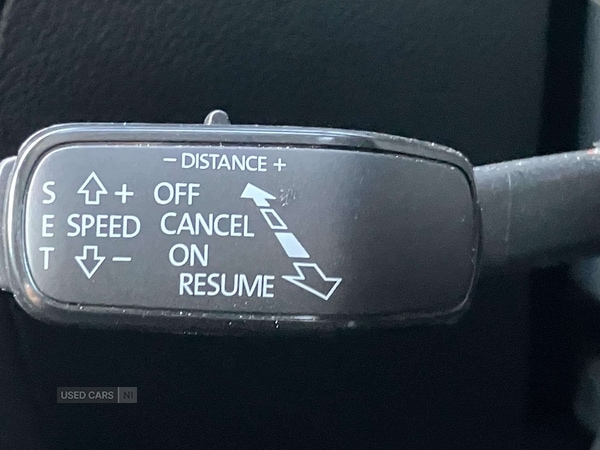 − DISTANCE +
S + OFF
E SPEED CANCEL
T − ON
RESUME
USED CARS NI